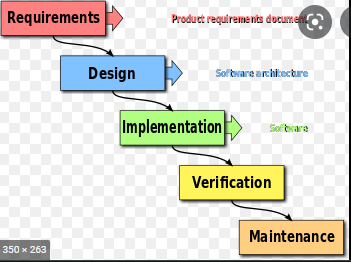 Requirements
Product requirements document
Design
Software architecture
Implementation
Software
Verification
Maintenance
350 × 263